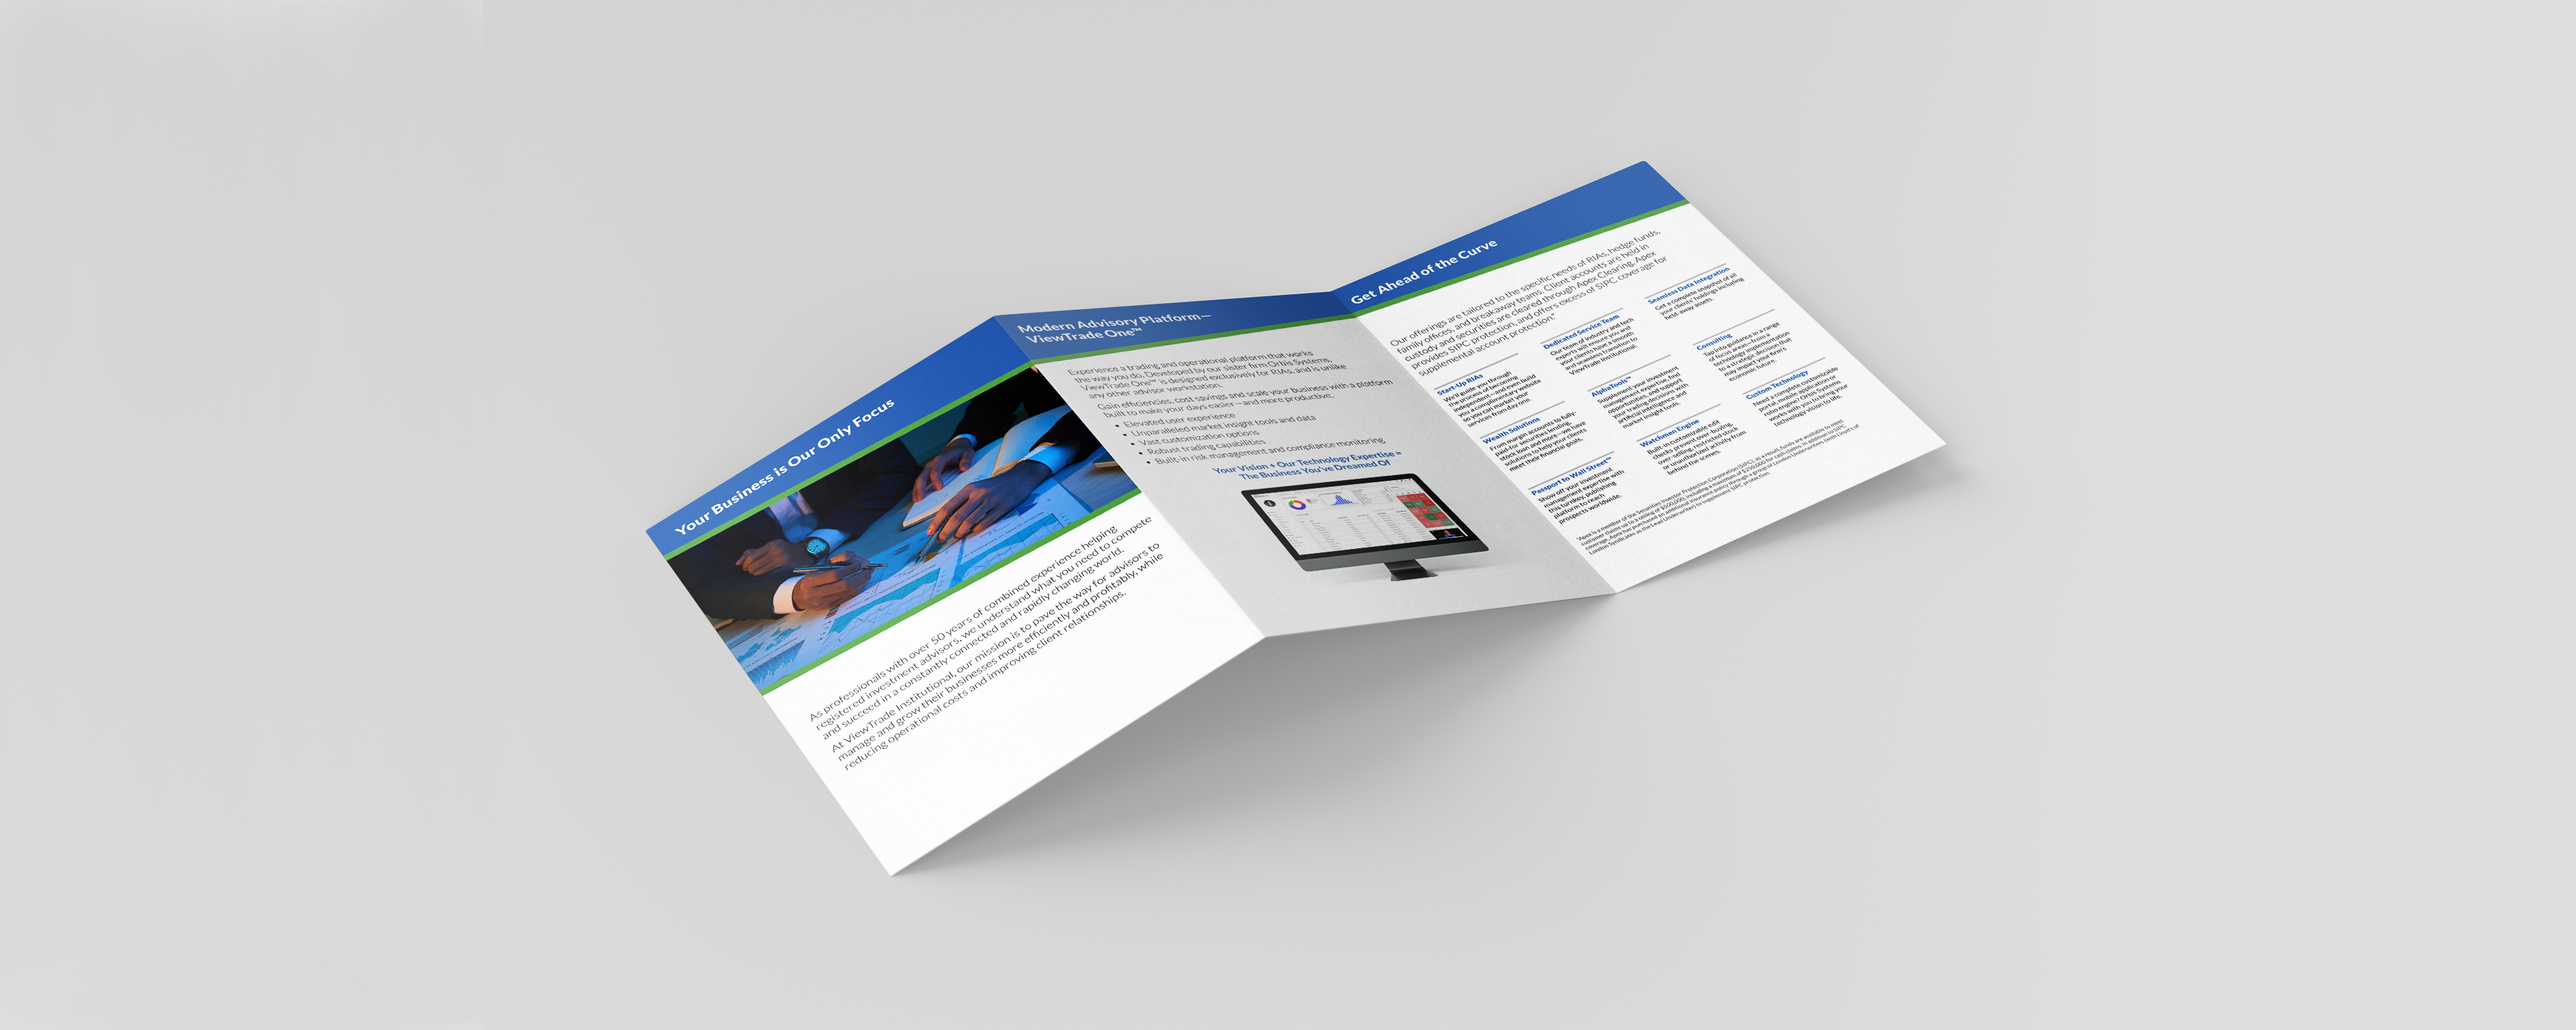 Your Business is Our Only Focus
As professionals with over 50 years of combined experience helping
registered investment advisors, we understand what you need to compete
and succeed in a constantly connected and rapidly changing world.
At ViewTrade Institutional, our mission is to pave the way for advisors to
manage and grow their businesses more efficiently and profitably, while
reducing operational costs and improving client relationships.
Modern Advisory Platform—
ViewTrade One™
Experience a trading and operational platform that works
the way you do. Developed by our sister firm Orbis Systems,
ViewTrade One™ is designed exclusively for RIAs, and is unlike
any other advisor workstation.
Gain efficiencies, cost savings and scale your business with a platform
built to make your days easier—and more productive.
• Elevated user experience
• Unparalleled market insight tools and data
• Vast customization options
• Robust trading capabilities
• Built-in risk management and compliance monitoring
Your Vision + Our Technology Expertise =
The Business You've Dreamed Of
Get Ahead of the Curve
Our offerings are tailored to the specific needs of RIAs, hedge funds,
family offices, and breakaway teams. Client accounts are held in
custody and securities are cleared through Apex Clearing. Apex
provides SIPC protection, and offers excess of SIPC coverage for
supplemental account protection.*
Start-Up RIAs
We'll guide you through
the process of becoming
independent—and even build
you a complimentary website
so you can market your
services from day one.
Wealth Solutions
From margin accounts to fully-
paid-for securities lending,
stock loan and more—we have
solutions to help your clients
meet their financial goals.
Passport to Wall Street™
Show off your investment
management expertise with
this turnkey publishing
platform to reach
prospects worldwide.
Dedicated Service Team
Our team of industry and tech
experts will ensure you and
your clients have a smooth
and seamless transition to
ViewTrade Institutional.
AlphaTools™
Supplement your investment
management expertise, find
opportunities, and support
your trading decisions with
artificial intelligence and
market insight tools.
Watchmen Engine
Built-in customizable edit
checks prevent over-buying,
over-selling, restricted stock
or unauthorized activity from
behind the scenes.
Seamless Data Integration
Get a complete snapshot of all
your clients' holdings including
held-away assets.
Consulting
Tap into guidance in a range
of focus areas—from a
technology implementation
to a strategic decision that
may impact your firm's
economic future.
Custom Technology
Need a complete customizable
portal, mobile application or
robo engine? Orbis Systems
works with you to bring your
technology vision to life.
*Apex is a member of the Securities Investor Protection Corporation (SIPC), as a result, funds are available to meet
customer claims up to a ceiling of $500,000, including a maximum of $250,000 for cash claims. In addition to SIPC
coverage, Apex has purchased an additional insurance policy through a group of London Underwriters (with Lloyd's of
London Syndicates as the Lead Underwriter) to supplement SIPC protection.